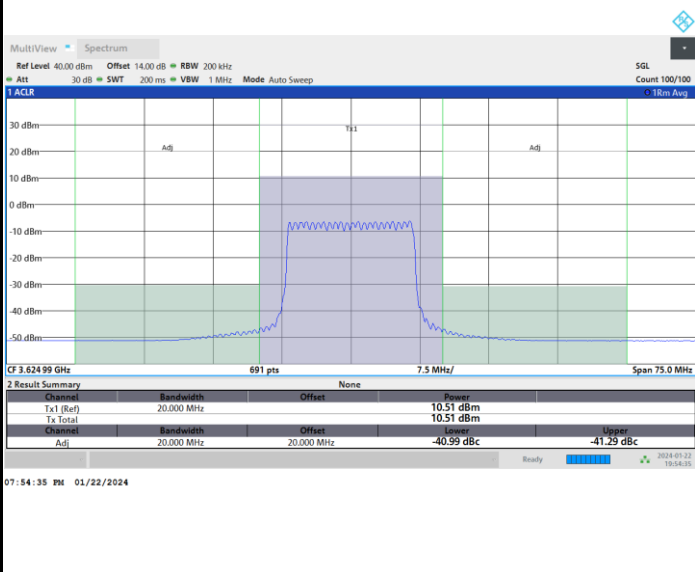 MultiView Spectrum
Ref Level 40.00 dBm Offset 14.00 dB RBW 200 kHz SGL
Att 30 dB SWT 200 ms VBW 1 MHz Mode Auto Sweep Count 100/100
1 ACLR 1Rm Avg
30 dBm
Tx1
Adj Adj
20 dBm
10 dBm
0 dBm
-10 dBm
-20 dBm
-30 dBm
-40 dBm
-50 dBm
CF 3.624 99 GHz 691 pts 7.5 MHz/ Span 75.0 MHz
2 Result Summary None
Channel Bandwidth Offset Power
Tx1 (Ref) 20.000 MHz 10.51 dBm
Tx Total 10.51 dBm
Channel Bandwidth Offset Lower Upper
Adj 20.000 MHz 20.000 MHz -40.99 dBc -41.29 dBc
Ready 2024-01-22
19:54:35
07:54:35 PM 01/22/2024